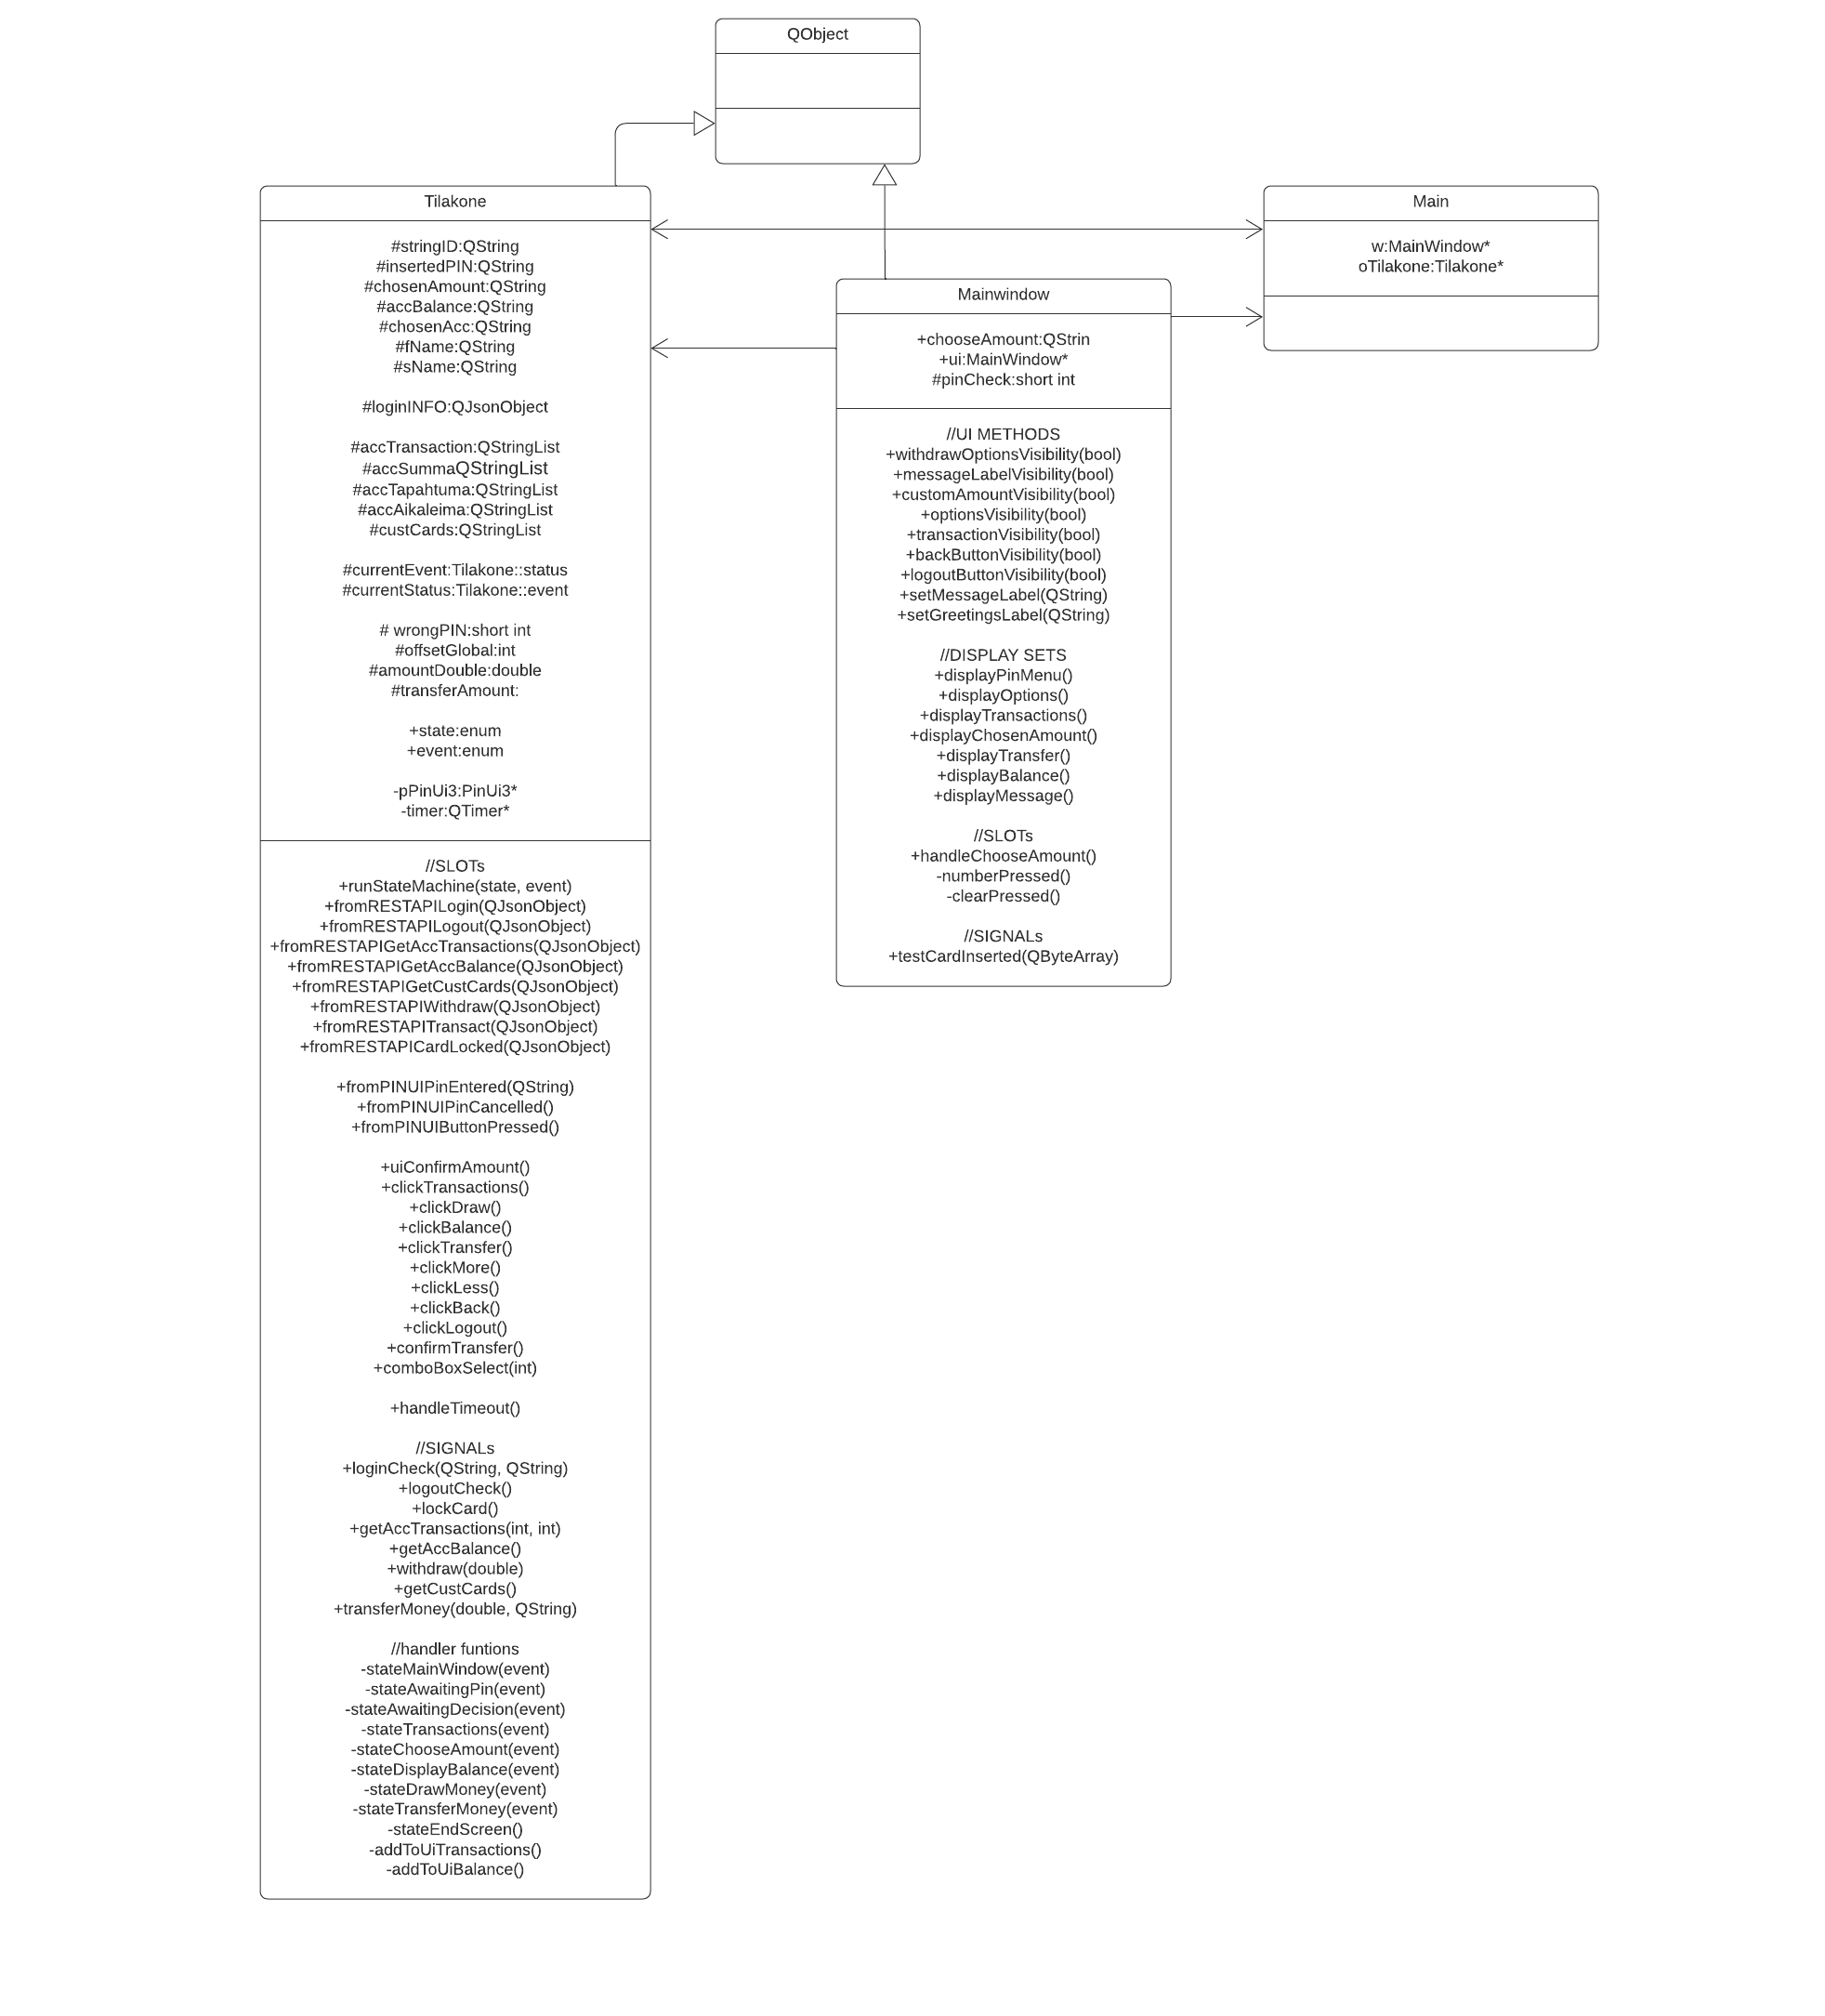 QObject
Tilakone
#stringID:QString
#insertedPIN:QString
#chosenAmount:QString
#accBalance:QString
#chosenAcc:QString
#fName:QString
#sName:QString
#loginINFO:QJsonObject
#accTransaction:QStringList
#accSummaQStringList
#accTapahtuma:QStringList
#accAikaleima:QStringList
#custCards:QStringList
#currentEvent:Tilakone::status
#currentStatus:Tilakone::event
# wrongPIN:short int
#offsetGlobal:int
#amountDouble:double
#transferAmount:
+state:enum
+event:enum
-pPinUi3:PinUi3*
-timer:QTimer*
//SLOTs
+runStateMachine(state, event)
+fromRESTAPILogin(QJsonObject)
+fromRESTAPILogout(QJsonObject)
+fromRESTAPIGetAccTransactions(QJsonObject)
+fromRESTAPIGetAccBalance(QJsonObject)
+fromRESTAPIGetCustCards(QJsonObject)
+fromRESTAPIWithdraw(QJsonObject)
+fromRESTAPITransact(QJsonObject)
+fromRESTAPICardLocked(QJsonObject)
+fromPINUIPinEntered(QString)
+fromPINUIPinCancelled()
+fromPINUIButtonPressed()
+uiConfirmAmount()
+clickTransactions()
+clickDraw()
+clickBalance()
+clickTransfer()
+clickMore()
+clickLess()
+clickBack()
+clickLogout()
+confirmTransfer()
+comboBoxSelect(int)
+handleTimeout()
//SIGNALs
+loginCheck(QString, QString)
+logoutCheck()
+lockCard()
+getAccTransactions(int, int)
+getAccBalance()
+withdraw(double)
+getCustCards()
+transferMoney(double, QString)
//handler funtions
-stateMainWindow(event)
-stateAwaitingPin(event)
-stateAwaitingDecision(event)
-stateTransactions(event)
-stateChooseAmount(event)
-stateDisplayBalance(event)
-stateDrawMoney(event)
-stateTransferMoney(event)
-stateEndScreen()
-addToUiTransactions()
-addToUiBalance()
Mainwindow
+chooseAmount:QStrin
+ui:MainWindow*
#pinCheck:short int
//UI METHODS
+withdrawOptionsVisibility(bool)
+messageLabelVisibility(bool)
+customAmountVisibility(bool)
+optionsVisibility(bool)
+transactionVisibility(bool)
+backButtonVisibility(bool)
+logoutButtonVisibility(bool)
+setMessageLabel(QString)
+setGreetingsLabel(QString)
//DISPLAY SETS
+displayPinMenu()
+displayOptions()
+displayTransactions()
+displayChosenAmount()
+displayTransfer()
+displayBalance()
+displayMessage()
//SLOTs
+handleChooseAmount()
-numberPressed()
-clearPressed()
//SIGNALs
+testCardInserted(QByteArray)
Main
w:MainWindow*
oTilakone:Tilakone*